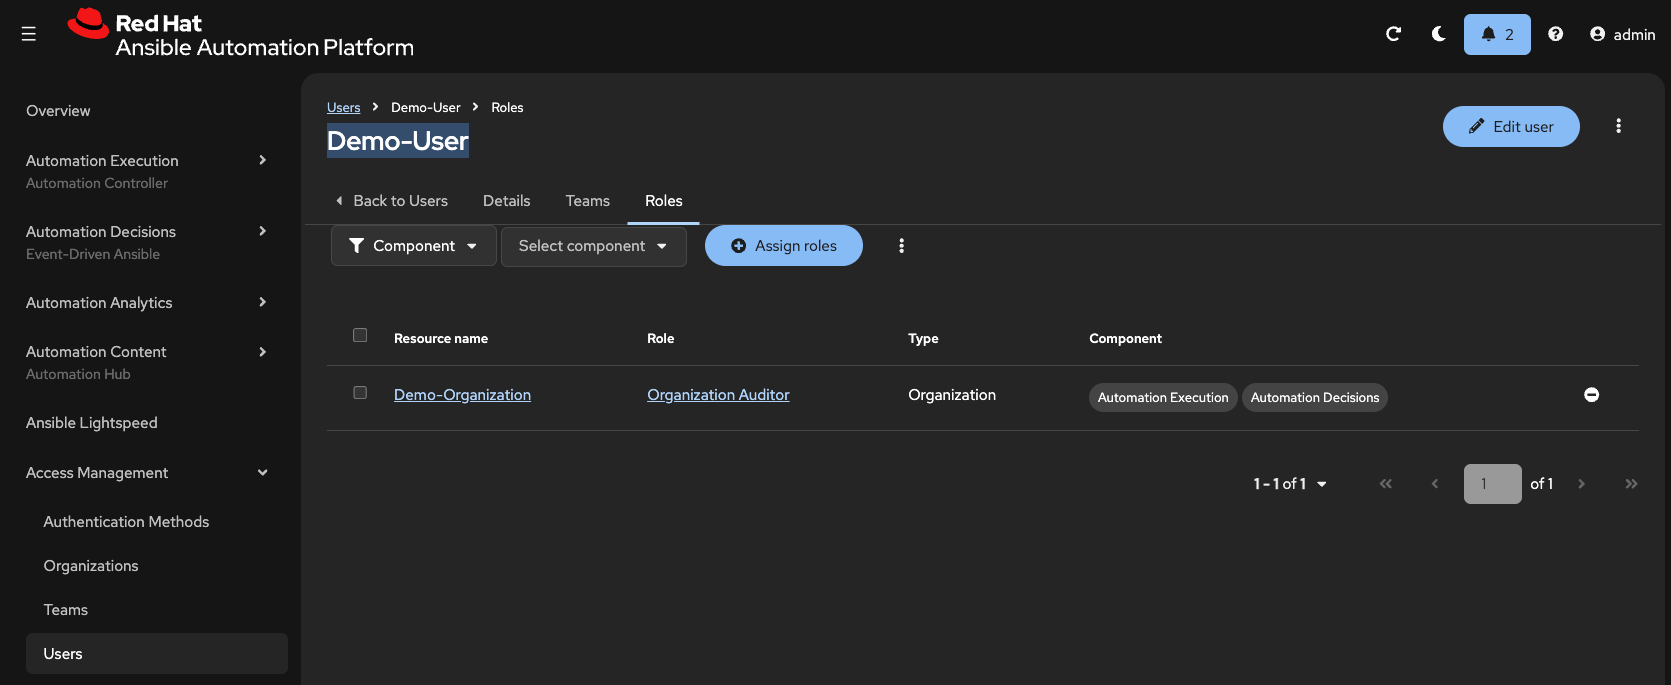 Red Hat
Ansible Automation Platform
2
admin
Overview
Automation Execution
Automation Controller
Automation Decisions
Event-Driven Ansible
Automation Analytics
Automation Content
Automation Hub
Ansible Lightspeed
Access Management
Authentication Methods
Organizations
Teams
Users
Users Demo-User Roles
Demo-User
Edit user
Back to Users Details Teams Roles
Component Select component Assign roles
Resource name Role Type Component
Demo-Organization Organization Auditor Organization Automation Execution Automation Decisions
1 - 1 of 1 1 of 1